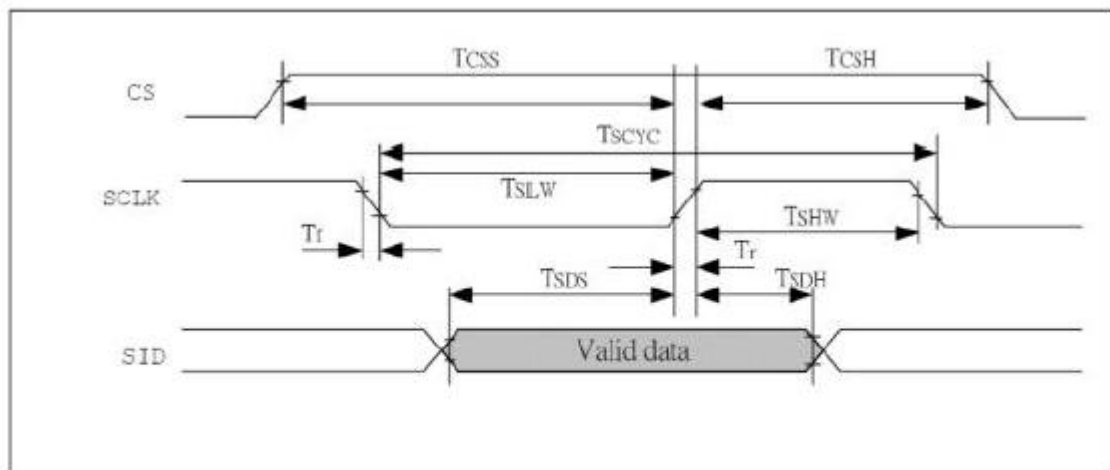 TCSS TCSH
CS
TSCYC
SCLK TSLW
TSHW
Tf Tr
TSDS TSDH
SID Valid data